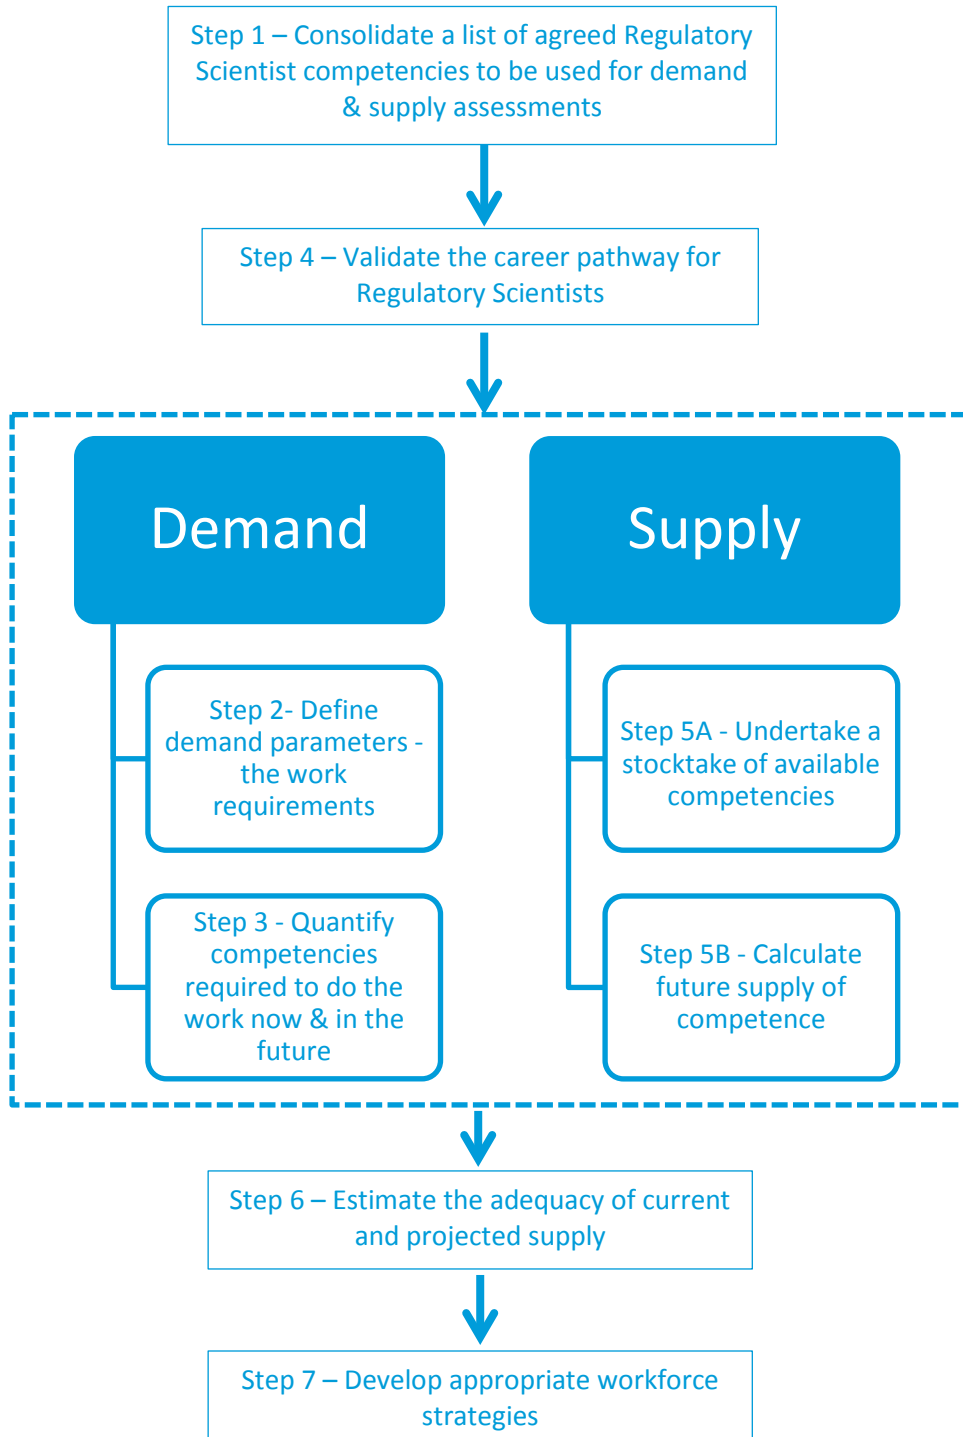 Step 1 – Consolidate a list of agreed Regulatory
Scientist competencies to be used for demand
& supply assessments
Step 4 – Validate the career pathway for
Regulatory Scientists
Demand
Step 2- Define
demand parameters -
the work
requirements
Step 3 - Quantify
competencies
required to do the
work now & in the
future
Supply
Step 5A - Undertake a
stocktake of available
competencies
Step 5B - Calculate
future supply of
competence
Step 6 – Estimate the adequacy of current
and projected supply
Step 7 – Develop appropriate workforce
strategies